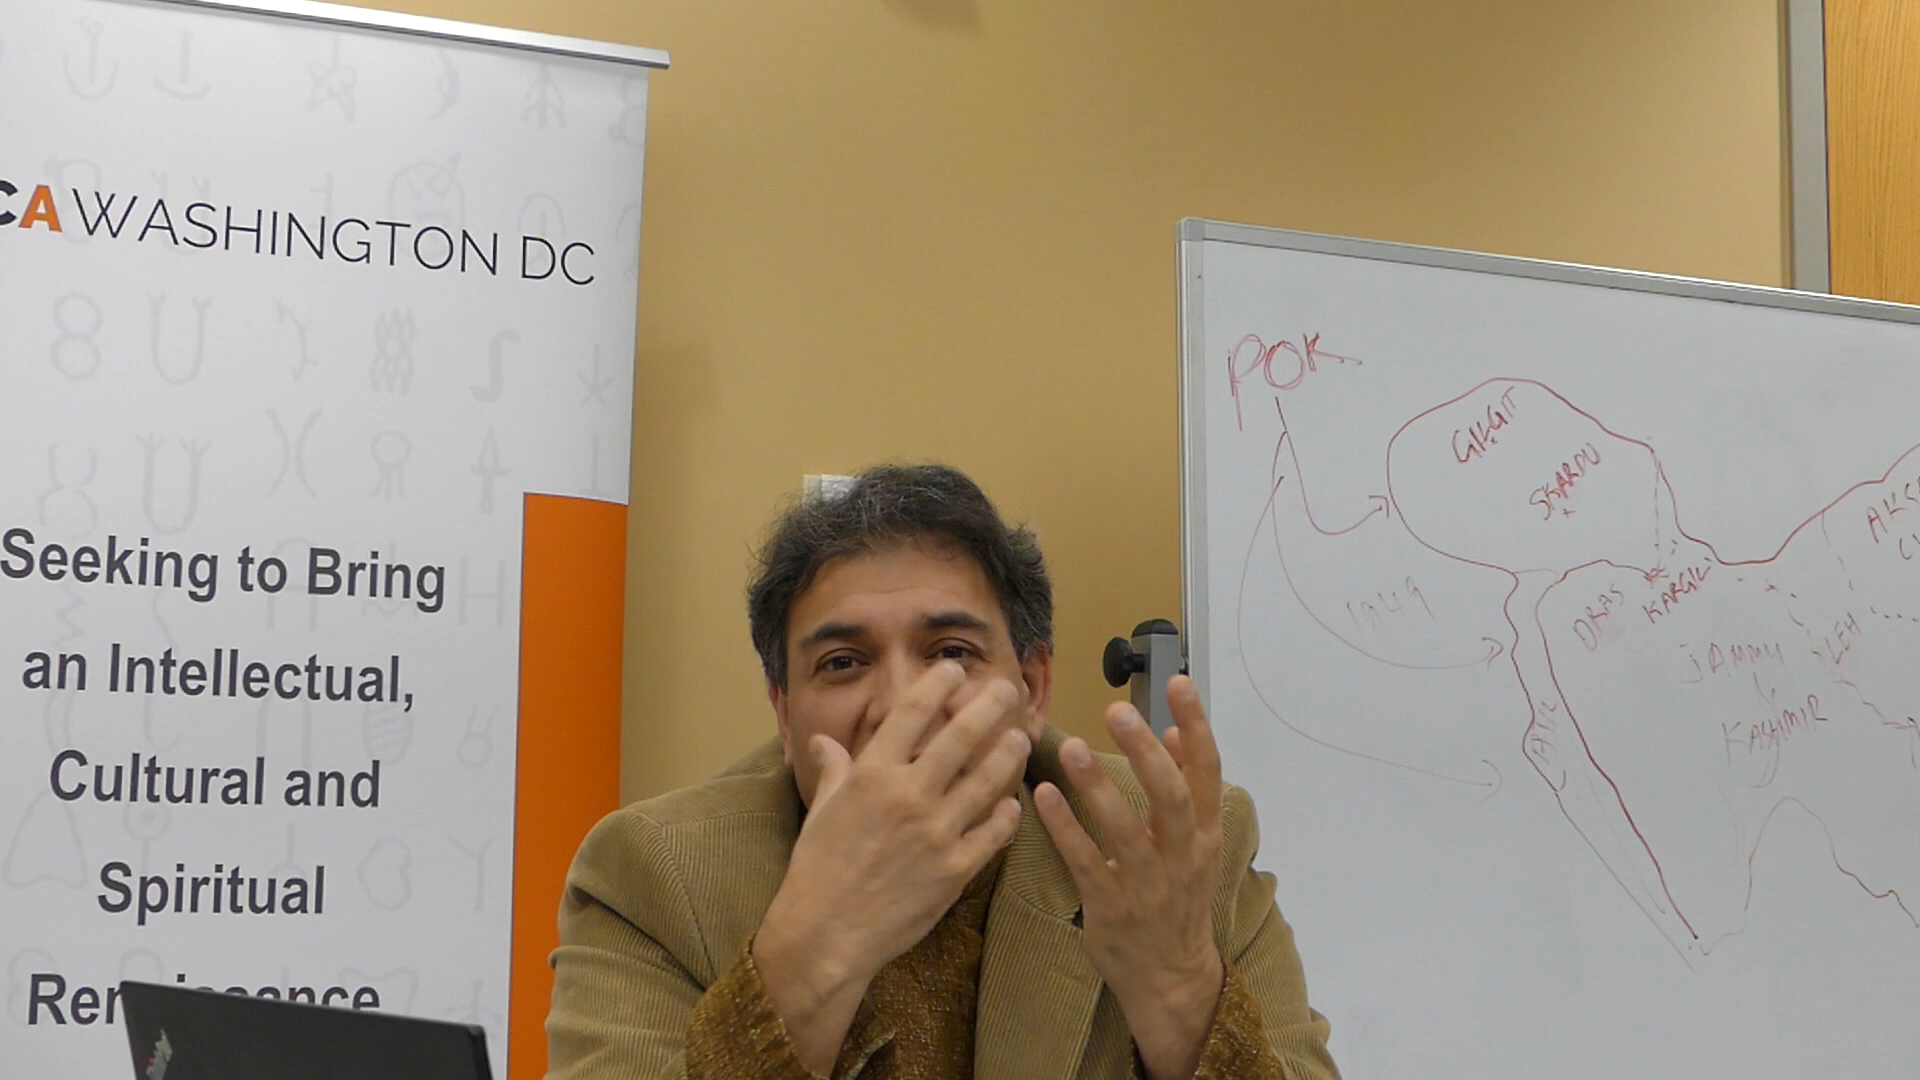 CA WASHINGTON DC
Seeking to Bring
an Intellectual,
Cultural and
Spiritual
Renaissance
POK
GILGIT
SKARDU
1949
DRAS
KARGIL
JAMMU
KASHMIR
LEH